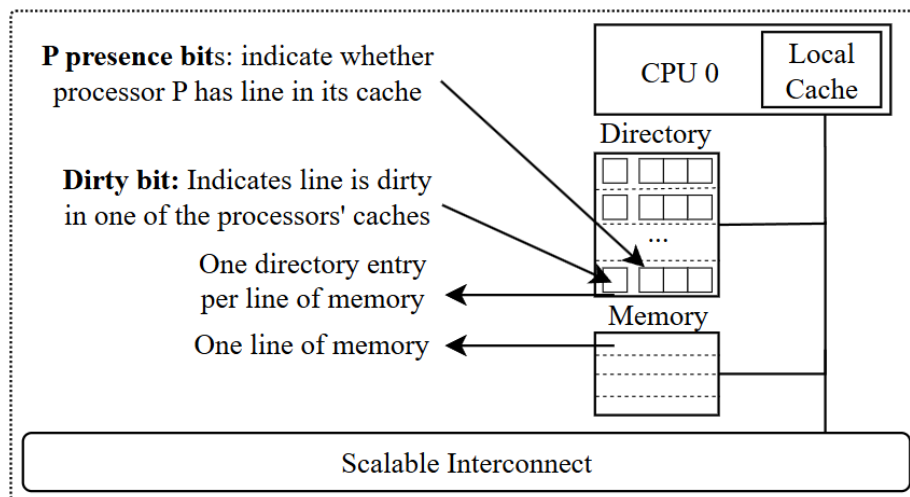 P presence bits: indicate whether
processor P has line in its cache
CPU 0
Local
Cache
Directory
Dirty bit: Indicates line is dirty
in one of the processors' caches
...
One directory entry
per line of memory
Memory
One line of memory
Scalable Interconnect